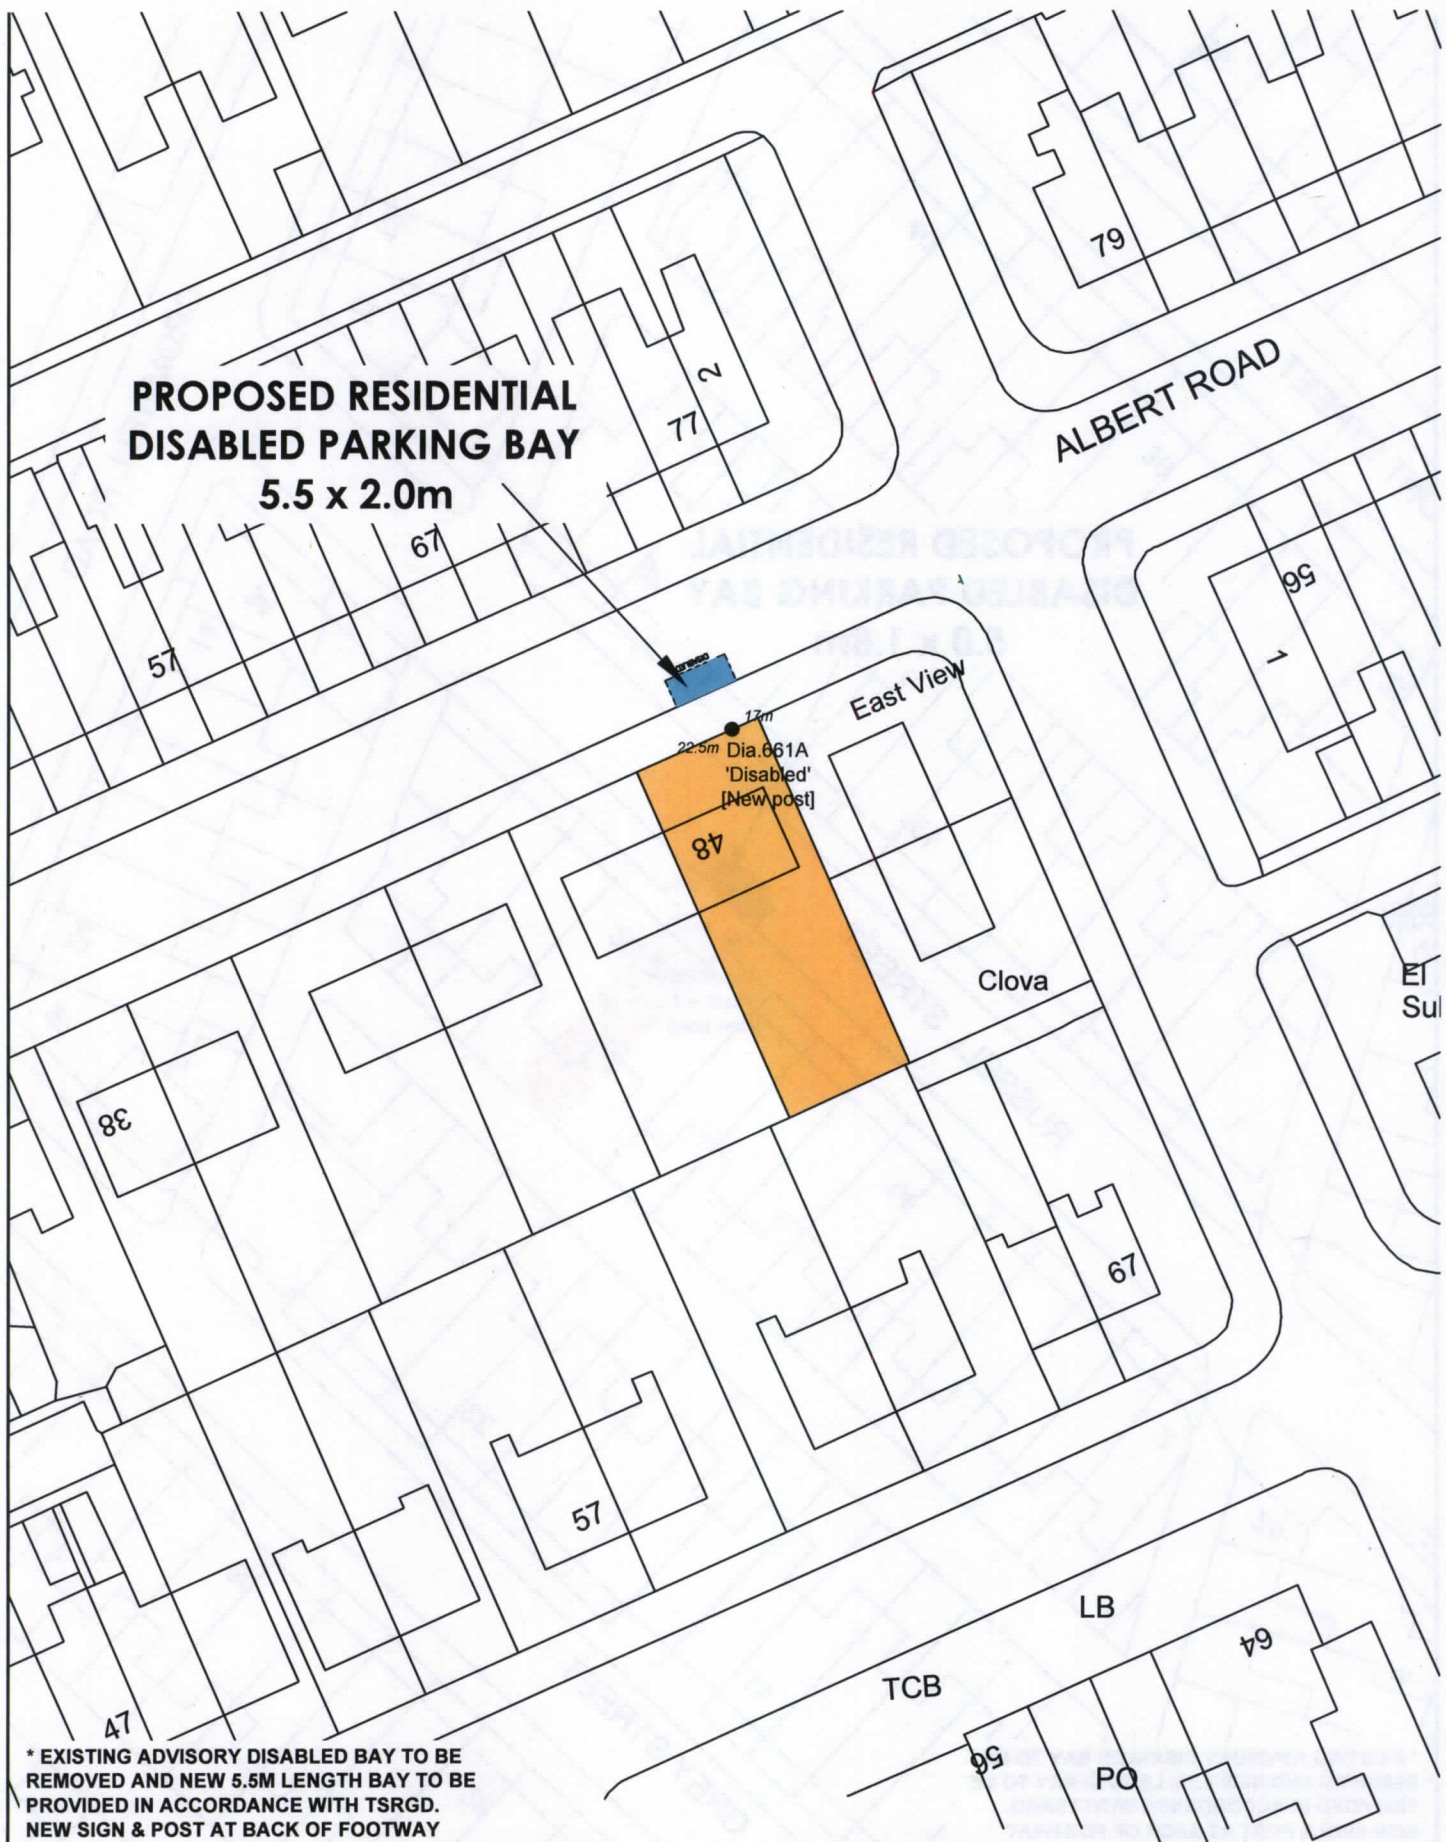 79
ALBERT ROAD
2
77
PROPOSED RESIDENTIAL
DISABLED PARKING BAY
5.5 x 2.0m
67
57
56
1
East View
17m
22.5m
Dia.661A
'Disabled'
[New post]
48
Clova
El
Su
38
67
57
LB
64
TCB
47
56
PO
* EXISTING ADVISORY DISABLED BAY TO BE
REMOVED AND NEW 5.5M LENGTH BAY TO BE
PROVIDED IN ACCORDANCE WITH TSRGD.
NEW SIGN & POST AT BACK OF FOOTWAY